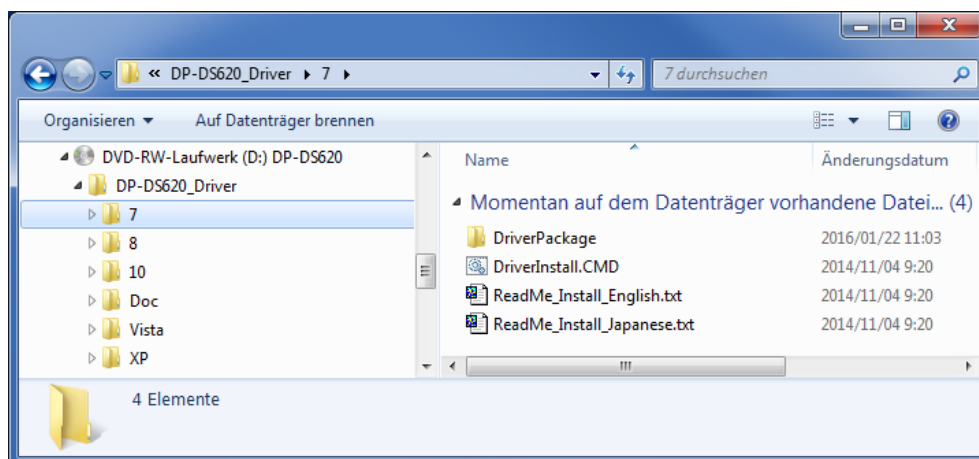 « DP-DS620_Driver ▸ 7 ▸
7 durchsuchen
Organisieren
Auf Datenträger brennen
DVD-RW-Laufwerk (D:) DP-DS620
DP-DS620_Driver
7
8
10
Doc
Vista
XP
Name Änderungsdatum
Momentan auf dem Datenträger vorhandene Datei... (4)
DriverPackage 2016/01/22 11:03
DriverInstall.CMD 2014/11/04 9:20
ReadMe_Install_English.txt 2014/11/04 9:20
ReadMe_Install_Japanese.txt 2014/11/04 9:20
4 Elemente